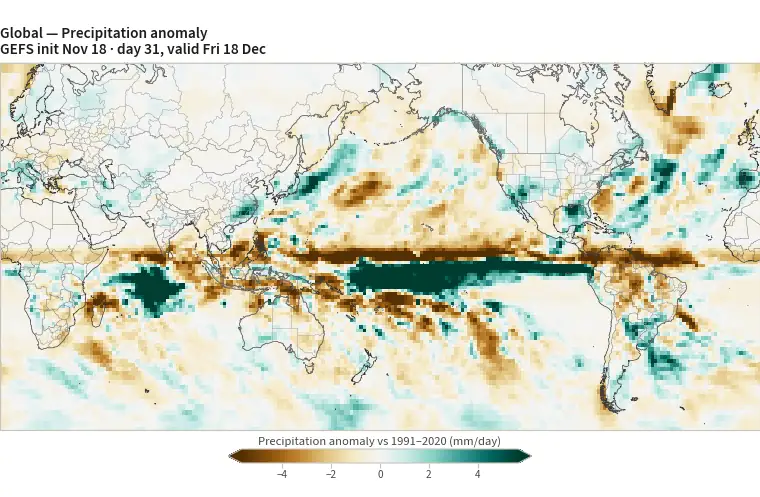 Global — Precipitation anomaly
GEFS init Nov 18 · day 31, valid Fri 18 Dec
Precipitation anomaly vs 1991–2020 (mm/day)
−4 −2 0 2 4